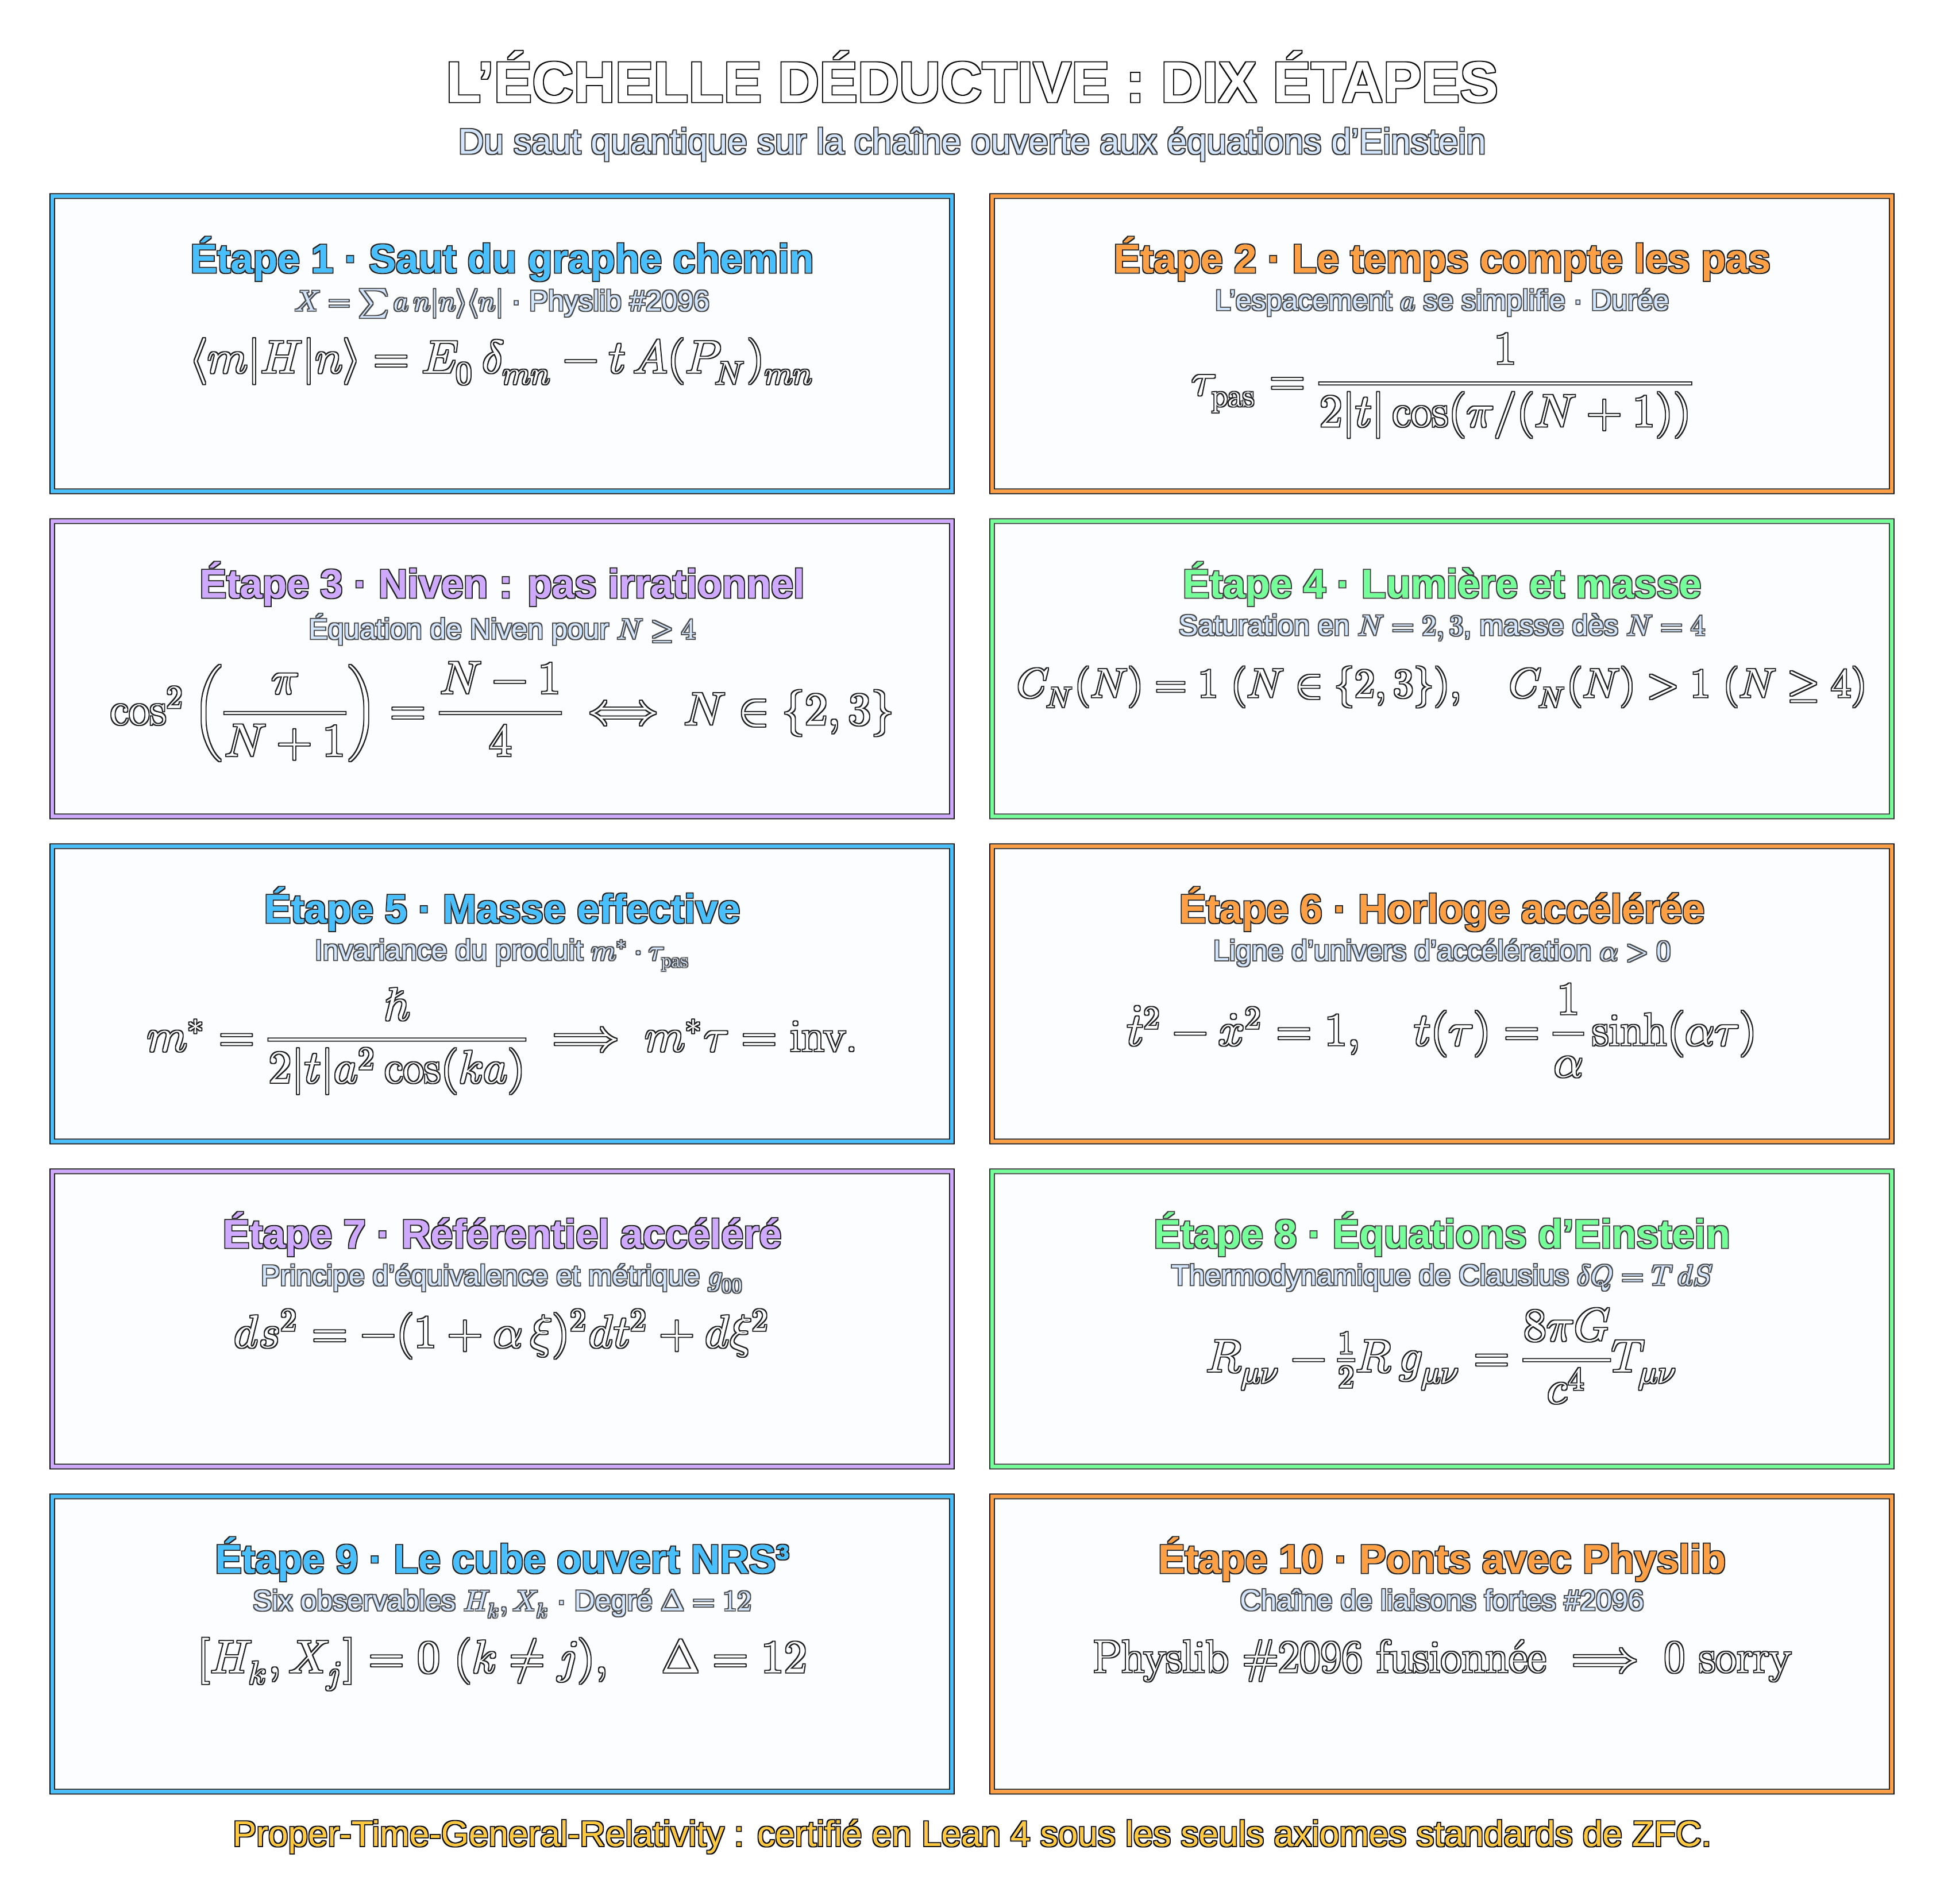 L’ÉCHELLE DÉDUCTIVE : DIX ÉTAPES
Du saut quantique sur la chaîne ouverte aux équations d’Einstein
Étape 1 · Saut du graphe chemin
X = ∑ a n|n⟩⟨n| · Physlib #2096
⟨m|H|n⟩ = E₀ δₘₙ − t A(P_N)ₘₙ
Étape 2 · Le temps compte les pas
L’espacement a se simplifie · Durée
τ_pas = 1 / (2|t| cos(π/(N + 1)))
Étape 3 · Niven : pas irrationnel
Équation de Niven pour N ≥ 4
cos² (π / (N + 1)) = (N − 1) / 4 ⟺ N ∈ {2, 3}
Étape 4 · Lumière et masse
Saturation en N = 2, 3, masse dès N = 4
C_N(N) = 1 (N ∈ {2, 3}), C_N(N) > 1 (N ≥ 4)
Étape 5 · Masse effective
Invariance du produit m* · τ_pas
m* = ℏ / (2|t|a² cos(ka)) ⟹ m*τ = inv.
Étape 6 · Horloge accélérée
Ligne d’univers d’accélération α > 0
ṫ² − ẋ² = 1, t(τ) = (1/α) sinh(ατ)
Étape 7 · Référentiel accéléré
Principe d’équivalence et métrique g₀₀
ds² = −(1 + α ξ)²dt² + dξ²
Étape 8 · Équations d’Einstein
Thermodynamique de Clausius δQ = T dS
R_μν − ½R g_μν = (8πG / c⁴) T_μν
Étape 9 · Le cube ouvert NRS³
Six observables H_k, X_k · Degré Δ = 12
[H_k, X_j] = 0 (k ≠ j), Δ = 12
Étape 10 · Ponts avec Physlib
Chaîne de liaisons fortes #2096
Physlib #2096 fusionnée ⟹ 0 sorry
Proper-Time-General-Relativity : certifié en Lean 4 sous les seuls axiomes standards de ZFC.